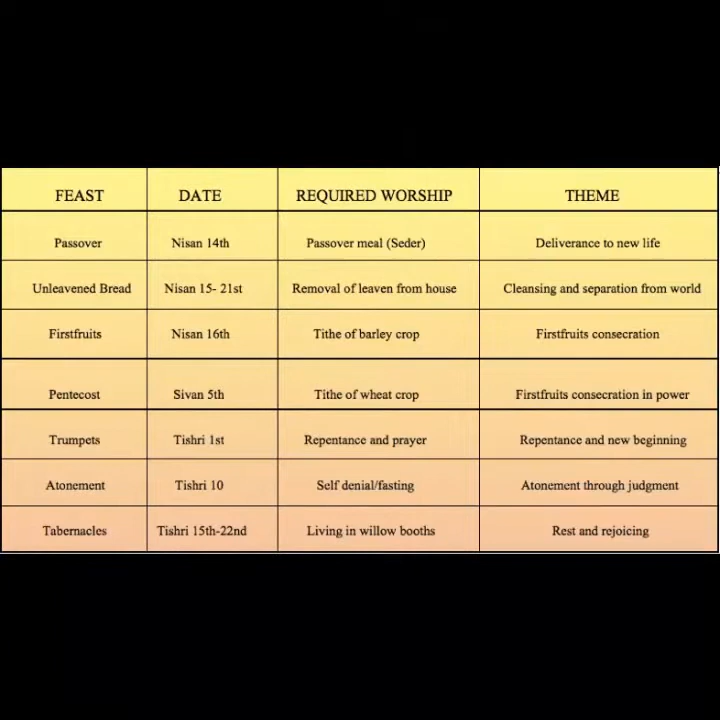 FEAST DATE REQUIRED WORSHIP THEME
Passover Nisan 14th Passover meal (Seder) Deliverance to new life
Unleavened Bread Nisan 15- 21st Removal of leaven from house Cleansing and separation from world
Firstfruits Nisan 16th Tithe of barley crop Firstfruits consecration
Pentecost Sivan 5th Tithe of wheat crop Firstfruits consecration in power
Trumpets Tishri 1st Repentance and prayer Repentance and new beginning
Atonement Tishri 10 Self denial/fasting Atonement through judgment
Tabernacles Tishri 15th-22nd Living in willow booths Rest and rejoicing